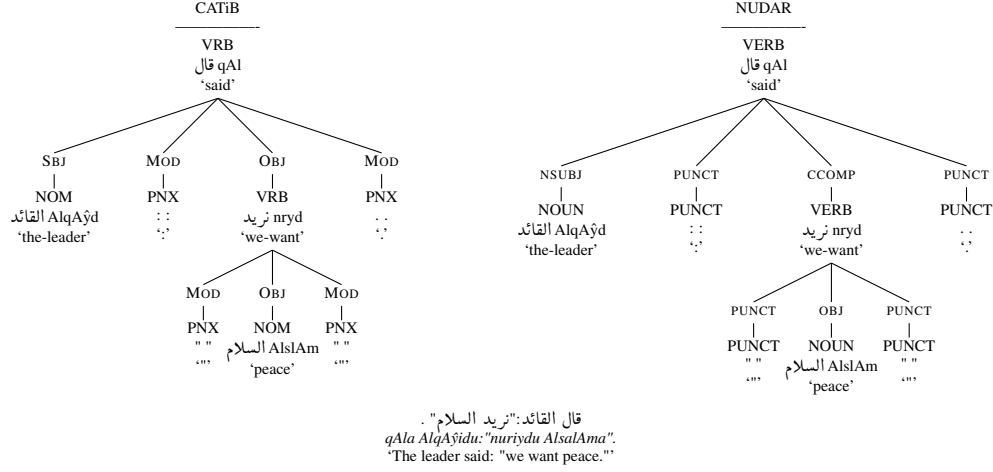 CATiB NUDAR
VRB VERB
قال qAl قال qAl
‘said’ ‘said’
SBJ MOD OBJ MOD NSUBJ PUNCT CCOMP PUNCT
NOM PNX VRB PNX NOUN PUNCT VERB PUNCT
القائد AlqAŷd : : نريد nryd . . القائد AlqAŷd : : نريد nryd . .
‘the-leader’ ‘:’ ‘we-want’ ‘.’ ‘the-leader’ ‘:’ ‘we-want’ ‘.’
MOD OBJ MOD PUNCT OBJ PUNCT
PNX NOM PNX PUNCT NOUN PUNCT
" " السلام AlslAm " " " " السلام AlslAm " "
‘"’ ‘peace’ ‘"’ ‘"’ ‘peace’ ‘"’
قال القائد:"نريد السلام" .
qAla AlqAŷidu:"nuriydu AlsalAma".
‘The leader said: "we want peace."’